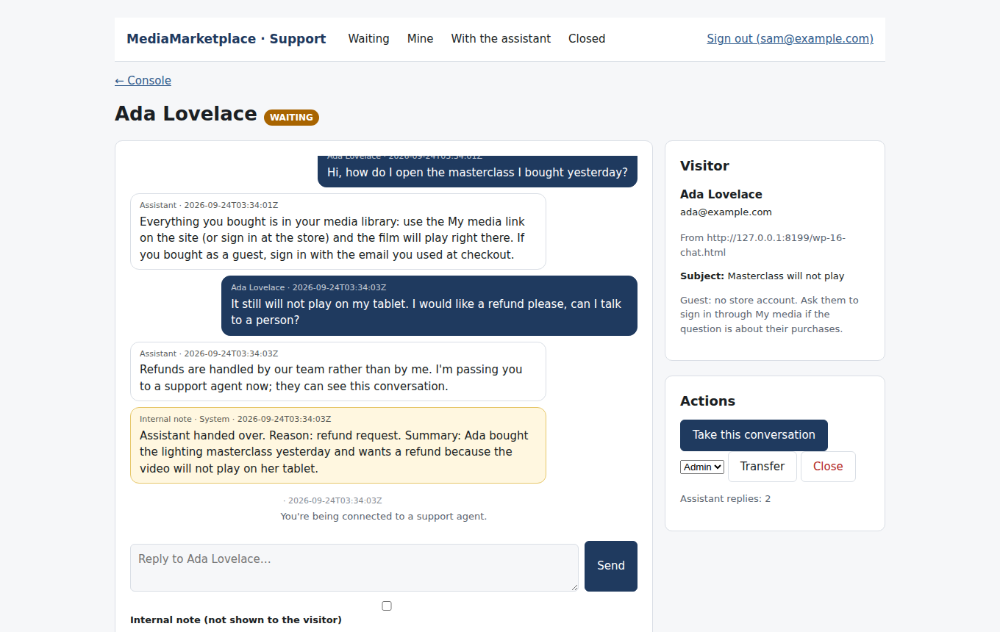 MediaMarketplace · Support Waiting Mine With the assistant Closed Sign out (sam@example.com)
← Console
Ada Lovelace WAITING
Ada Lovelace · 2026-09-24T03:34:01Z
Hi, how do I open the masterclass I bought yesterday?
Assistant · 2026-09-24T03:34:01Z
Everything you bought is in your media library: use the My media link
on the site (or sign in at the store) and the film will play right there. If
you bought as a guest, sign in with the email you used at checkout.
Ada Lovelace · 2026-09-24T03:34:03Z
It still will not play on my tablet. I would like a refund please, can I talk
to a person?
Assistant · 2026-09-24T03:34:03Z
Refunds are handled by our team rather than by me. I'm passing you
to a support agent now; they can see this conversation.
Internal note · System · 2026-09-24T03:34:03Z
Assistant handed over. Reason: refund request. Summary: Ada bought
the lighting masterclass yesterday and wants a refund because the
video will not play on her tablet.
· 2026-09-24T03:34:03Z
You're being connected to a support agent.
Reply to Ada Lovelace…
Send
Internal note (not shown to the visitor)
Visitor
Ada Lovelace
ada@example.com
From http://127.0.0.1:8199/wp-16-
chat.html
Subject: Masterclass will not play
Guest: no store account. Ask them to
sign in through My media if the
question is about their purchases.
Actions
Take this conversation
Admin Transfer Close
Assistant replies: 2